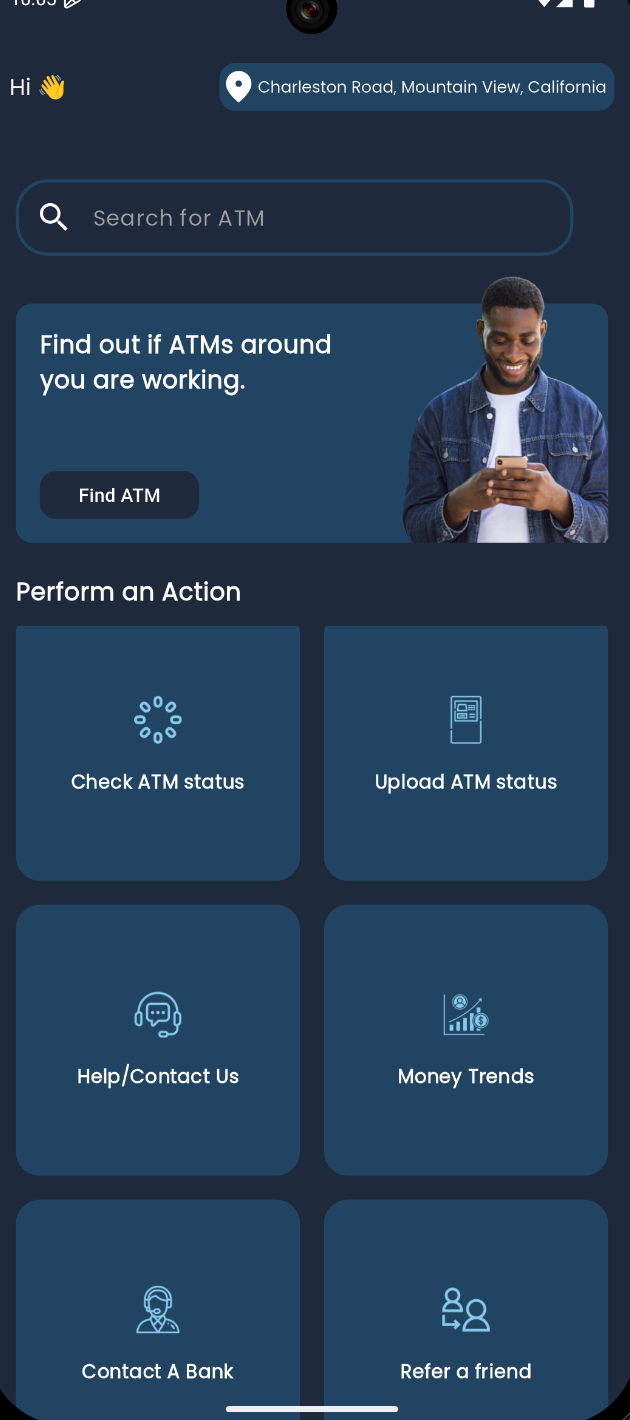 Hi 👋
Charleston Road, Mountain View, California
Search for ATM
Find out if ATMs around
you are working.
Find ATM
Perform an Action
Check ATM status
Upload ATM status
Help/Contact Us
Money Trends
Contact A Bank
Refer a friend